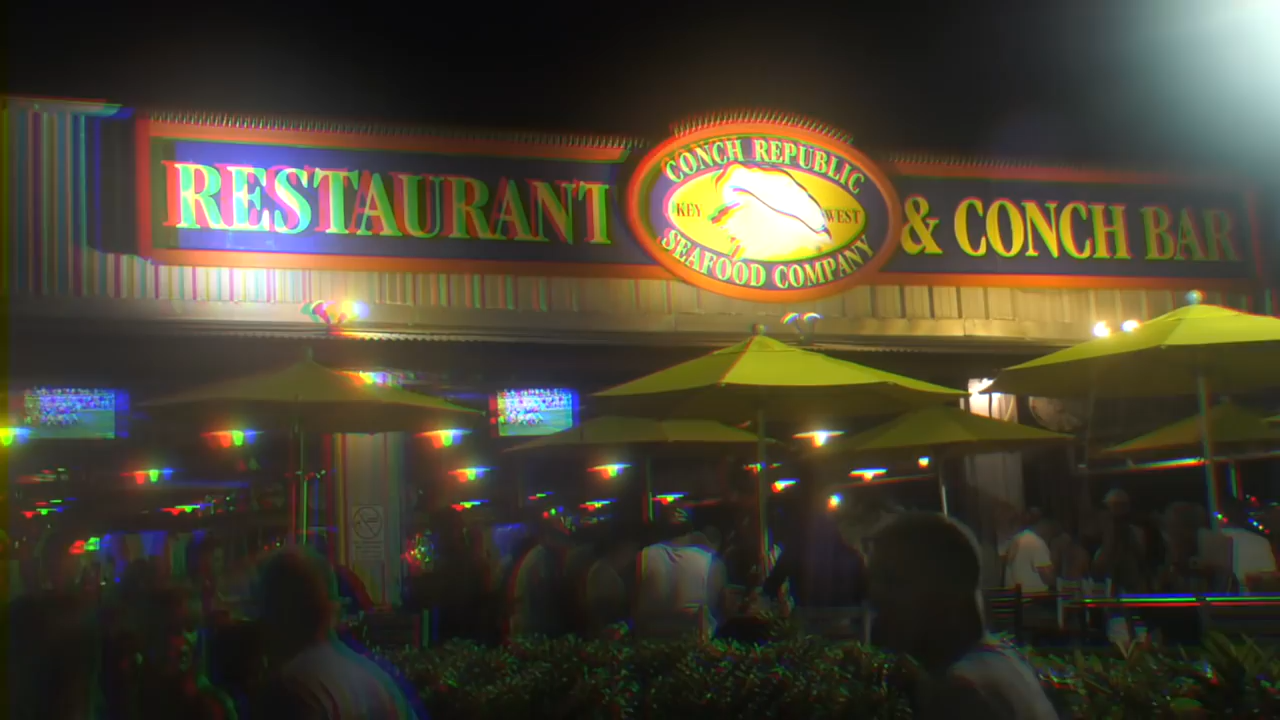 RESTAURANT
CONCH REPUBLIC
KEY WEST
SEAFOOD COMPANY
& CONCH BAR